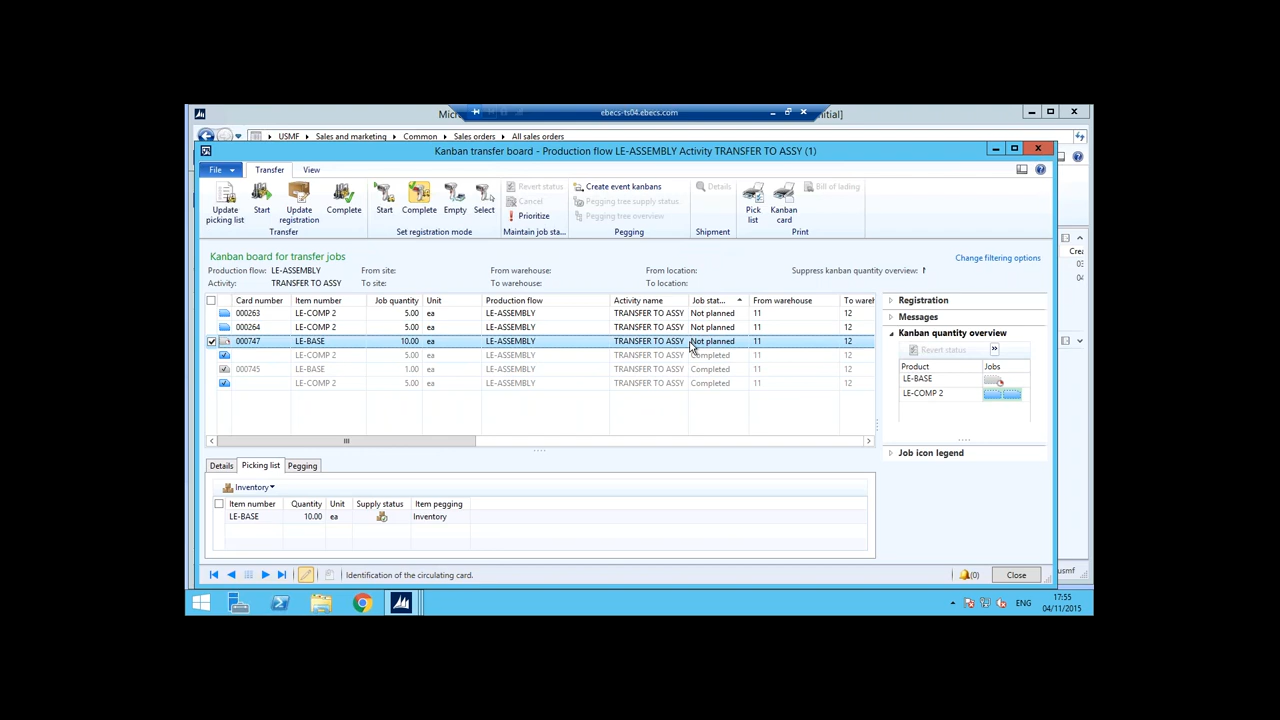 Micro
ebecs-ts04.ebecs.com
nitial]
USMF
Sales and marketing
Common
Sales orders
All sales orders
Kanban transfer board - Production flow LE-ASSEMBLY Activity TRANSFER TO ASSY (1)
File
Transfer
View
Update picking list
Start
Update registration
Complete
Transfer
Start
Complete
Empty
Select
Set registration mode
Revert status
Cancel
Prioritize
Maintain job sta...
Create event kanbans
Pegging tree supply status
Pegging tree overview
Pegging
Details
Shipment
Pick list
Kanban card
Bill of lading
Print
Kanban board for transfer jobs
Change filtering options
Production flow: LE-ASSEMBLY From site: From warehouse: From location: Suppress kanban quantity overview:
Activity: TRANSFER TO ASSY To site: To warehouse: To location:
Card number Item number Job quantity Unit Production flow Activity name Job stat... From warehouse To wareh
000263 LE-COMP 2 5.00 ea LE-ASSEMBLY TRANSFER TO ASSY Not planned 11 12
000264 LE-COMP 2 5.00 ea LE-ASSEMBLY TRANSFER TO ASSY Not planned 11 12
000747 LE-BASE 10.00 ea LE-ASSEMBLY TRANSFER TO ASSY Not planned 11 12
LE-COMP 2 5.00 ea LE-ASSEMBLY TRANSFER TO ASSY Completed 11 12
000745 LE-BASE 1.00 ea LE-ASSEMBLY TRANSFER TO ASSY Completed 11 12
LE-COMP 2 5.00 ea LE-ASSEMBLY TRANSFER TO ASSY Completed 11 12
Registration
Messages
Kanban quantity overview
Revert status
Product Jobs
LE-BASE
LE-COMP 2
Job icon legend
Details
Picking list
Pegging
Inventory
Item number Quantity Unit Supply status Item pegging
LE-BASE 10.00 ea Inventory
Identification of the circulating card.
(0)
Close
usmf
Crea
ENG
17:55
04/11/2015